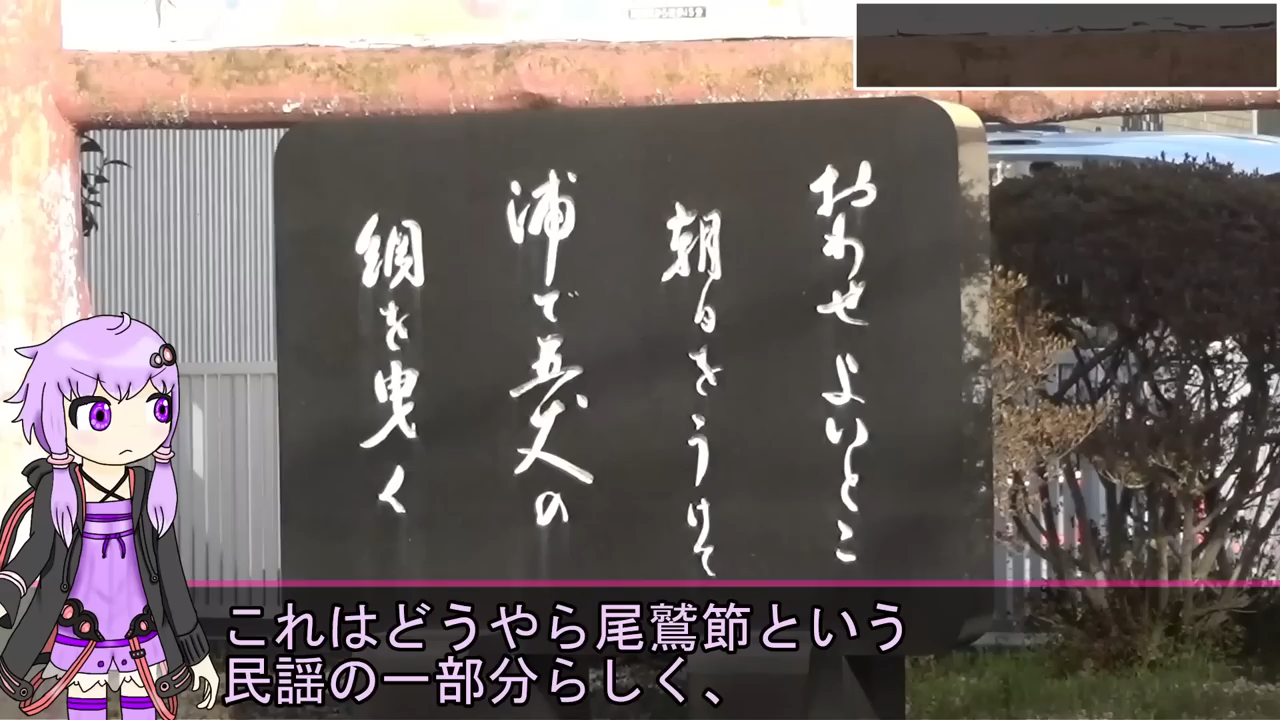 おわせよいとこ
朝日をうけて
浦で五丈の
網を曳く
これはどうやら尾鷲節という
民謡の一部分らしく、